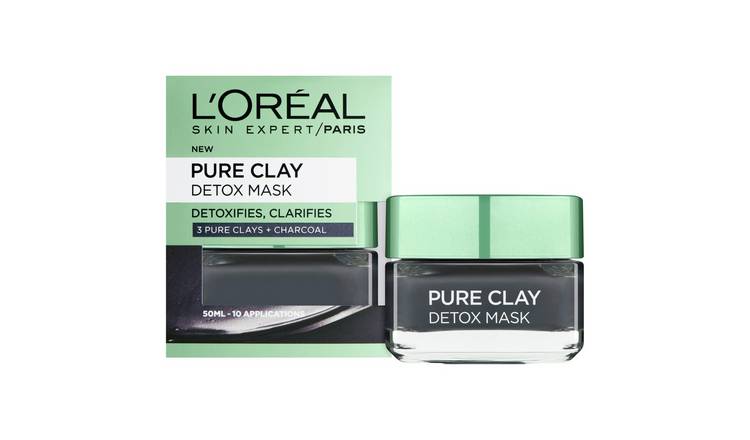 L'ORÉAL
SKIN EXPERT/PARIS
NEW
PURE CLAY
DETOX MASK
DETOXIFIES, CLARIFIES
3 PURE CLAYS + CHARCOAL
50ML - 10 APPLICATIONS
PURE CLAY
DETOX MASK